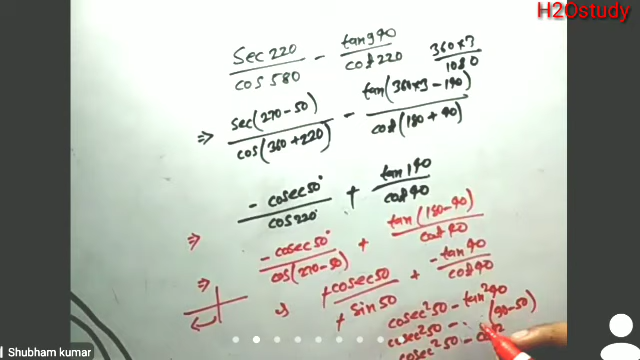 H2Ostudy
sec 220 / cos 580 - tan 940 / cot 220
360×3 / 1080
⇒ sec(270-50) / cos(360+220) - tan(360×3-140) / cot(180+40)
⇒ -cosec 50° / cos 220° + tan 140 / cot 40
⇒ -cosec 50° / cos(270-50) + tan(180-40) / cot 40
+cosec 50 / + sin 50 + -tan 40 / cot 40
cosec²50 - tan²40
cosec²50 - (90-50)
cosec²50 -
Shubham kumar